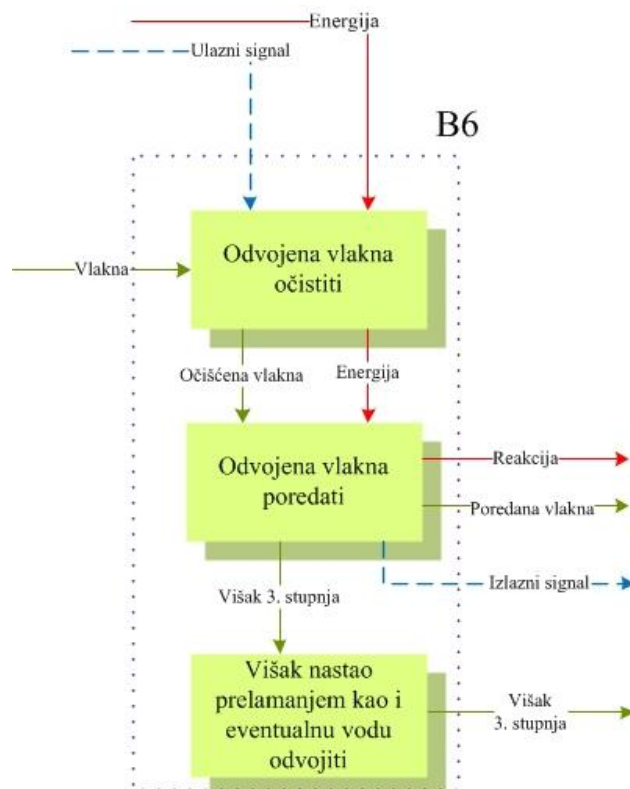 Energija
Ulazni signal
B6
Odvojena vlakna
očistiti
Vlakna
Očišćena vlakna
Energija
Odvojena vlakna
poredati
Reakcija
Poredana vlakna
Izlazni signal
Višak 3. stupnja
Višak nastao
prelamanjem kao i
eventualnu vodu
odvojiti
Višak
3. stupnja